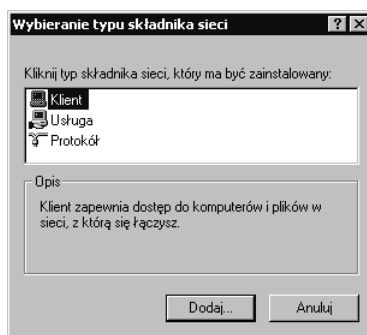 Wybieranie typu składnika sieci
Kliknij typ składnika sieci, który ma być zainstalowany:
Klient
Usługa
Protokół
Opis
Klient zapewnia dostęp do komputerów i plików w
sieci, z którą się łączysz.
Dodaj... Anuluj